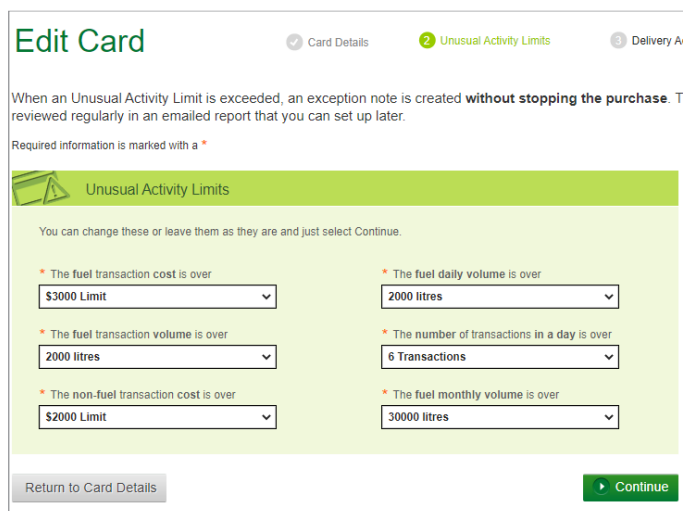 Edit Card
Card Details
2 Unusual Activity Limits
3 Delivery
When an Unusual Activity Limit is exceeded, an exception note is created without stopping the purchase.
reviewed regularly in an emailed report that you can set up later.
Required information is marked with a *
Unusual Activity Limits
You can change these or leave them as they are and just select Continue.
* The fuel transaction cost is over
$3000 Limit
* The fuel daily volume is over
2000 litres
* The fuel transaction volume is over
2000 litres
* The number of transactions in a day is over
6 Transactions
* The non-fuel transaction cost is over
$2000 Limit
* The fuel monthly volume is over
30000 litres
Return to Card Details
Continue